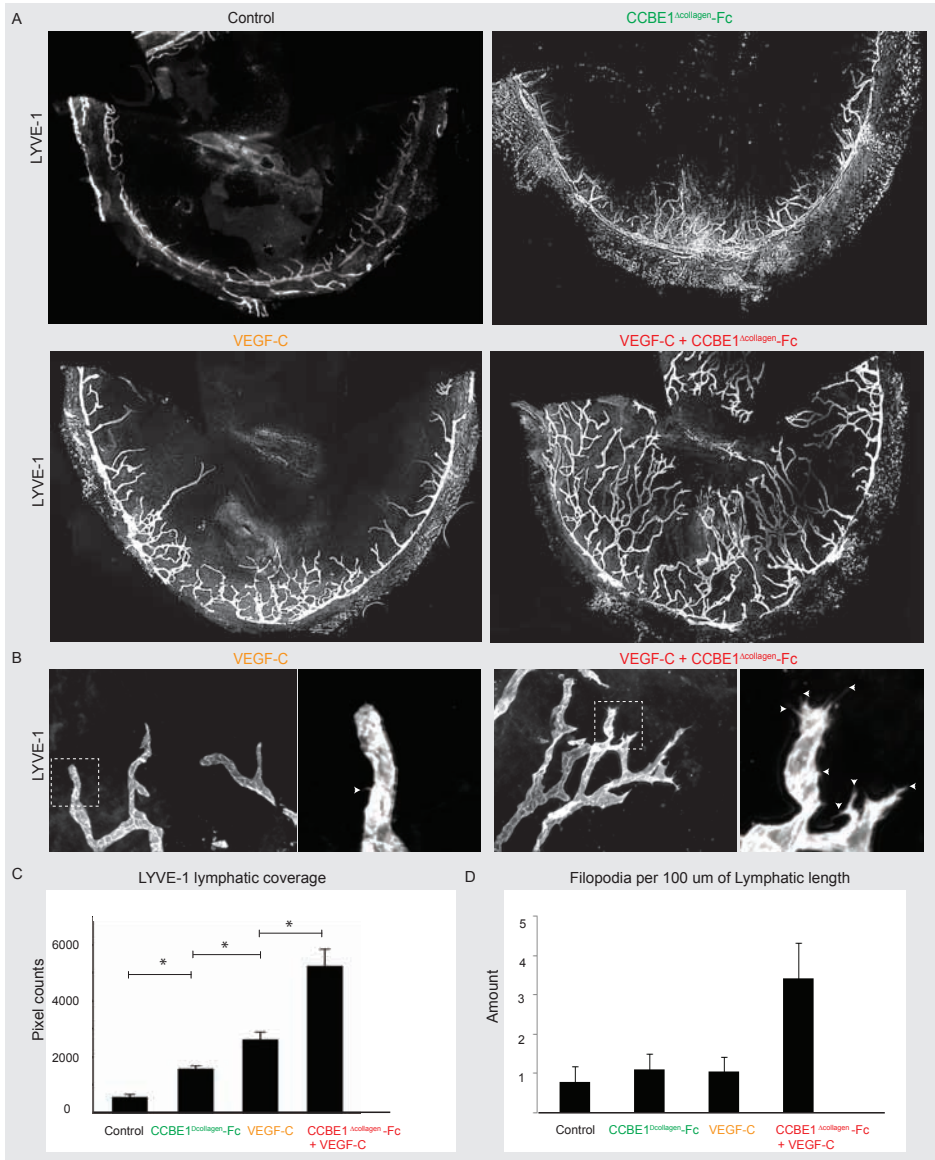 A
Control
CCBE1Δcollagen-Fc
LYVE-1
VEGF-C
VEGF-C + CCBE1Δcollagen-Fc
LYVE-1
B
VEGF-C
VEGF-C + CCBE1Δcollagen-Fc
LYVE-1
C
LYVE-1 lymphatic coverage
Pixel counts
6000
4000
2000
0
*
*
*
Control
CCBE1Dcollagen-Fc
VEGF-C
CCBE1Δcollagen-Fc
+ VEGF-C
D
Filopodia per 100 um of Lymphatic length
Amount
5
4
3
2
1
Control
CCBE1Dcollagen-Fc
VEGF-C
CCBE1Δcollagen-Fc
+ VEGF-C